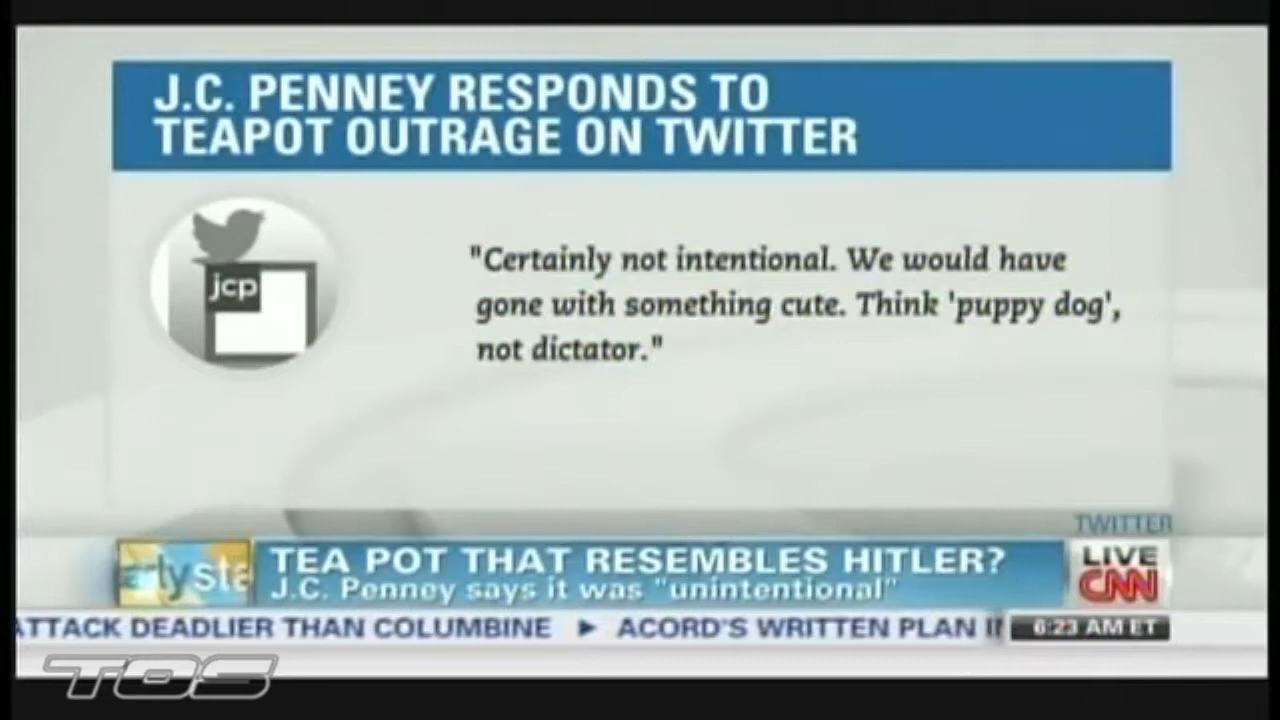 J.C. PENNEY RESPONDS TO
TEAPOT OUTRAGE ON TWITTER
jcp
"Certainly not intentional. We would have
gone with something cute. Think 'puppy dog',
not dictator."
TWITTER
arly sta
TEA POT THAT RESEMBLES HITLER?
J.C. Penney says it was "unintentional"
LIVE
CNN
ATTACK DEADLIER THAN COLUMBINE ▶ ACORD'S WRITTEN PLAN
6:23 AM ET
TOS